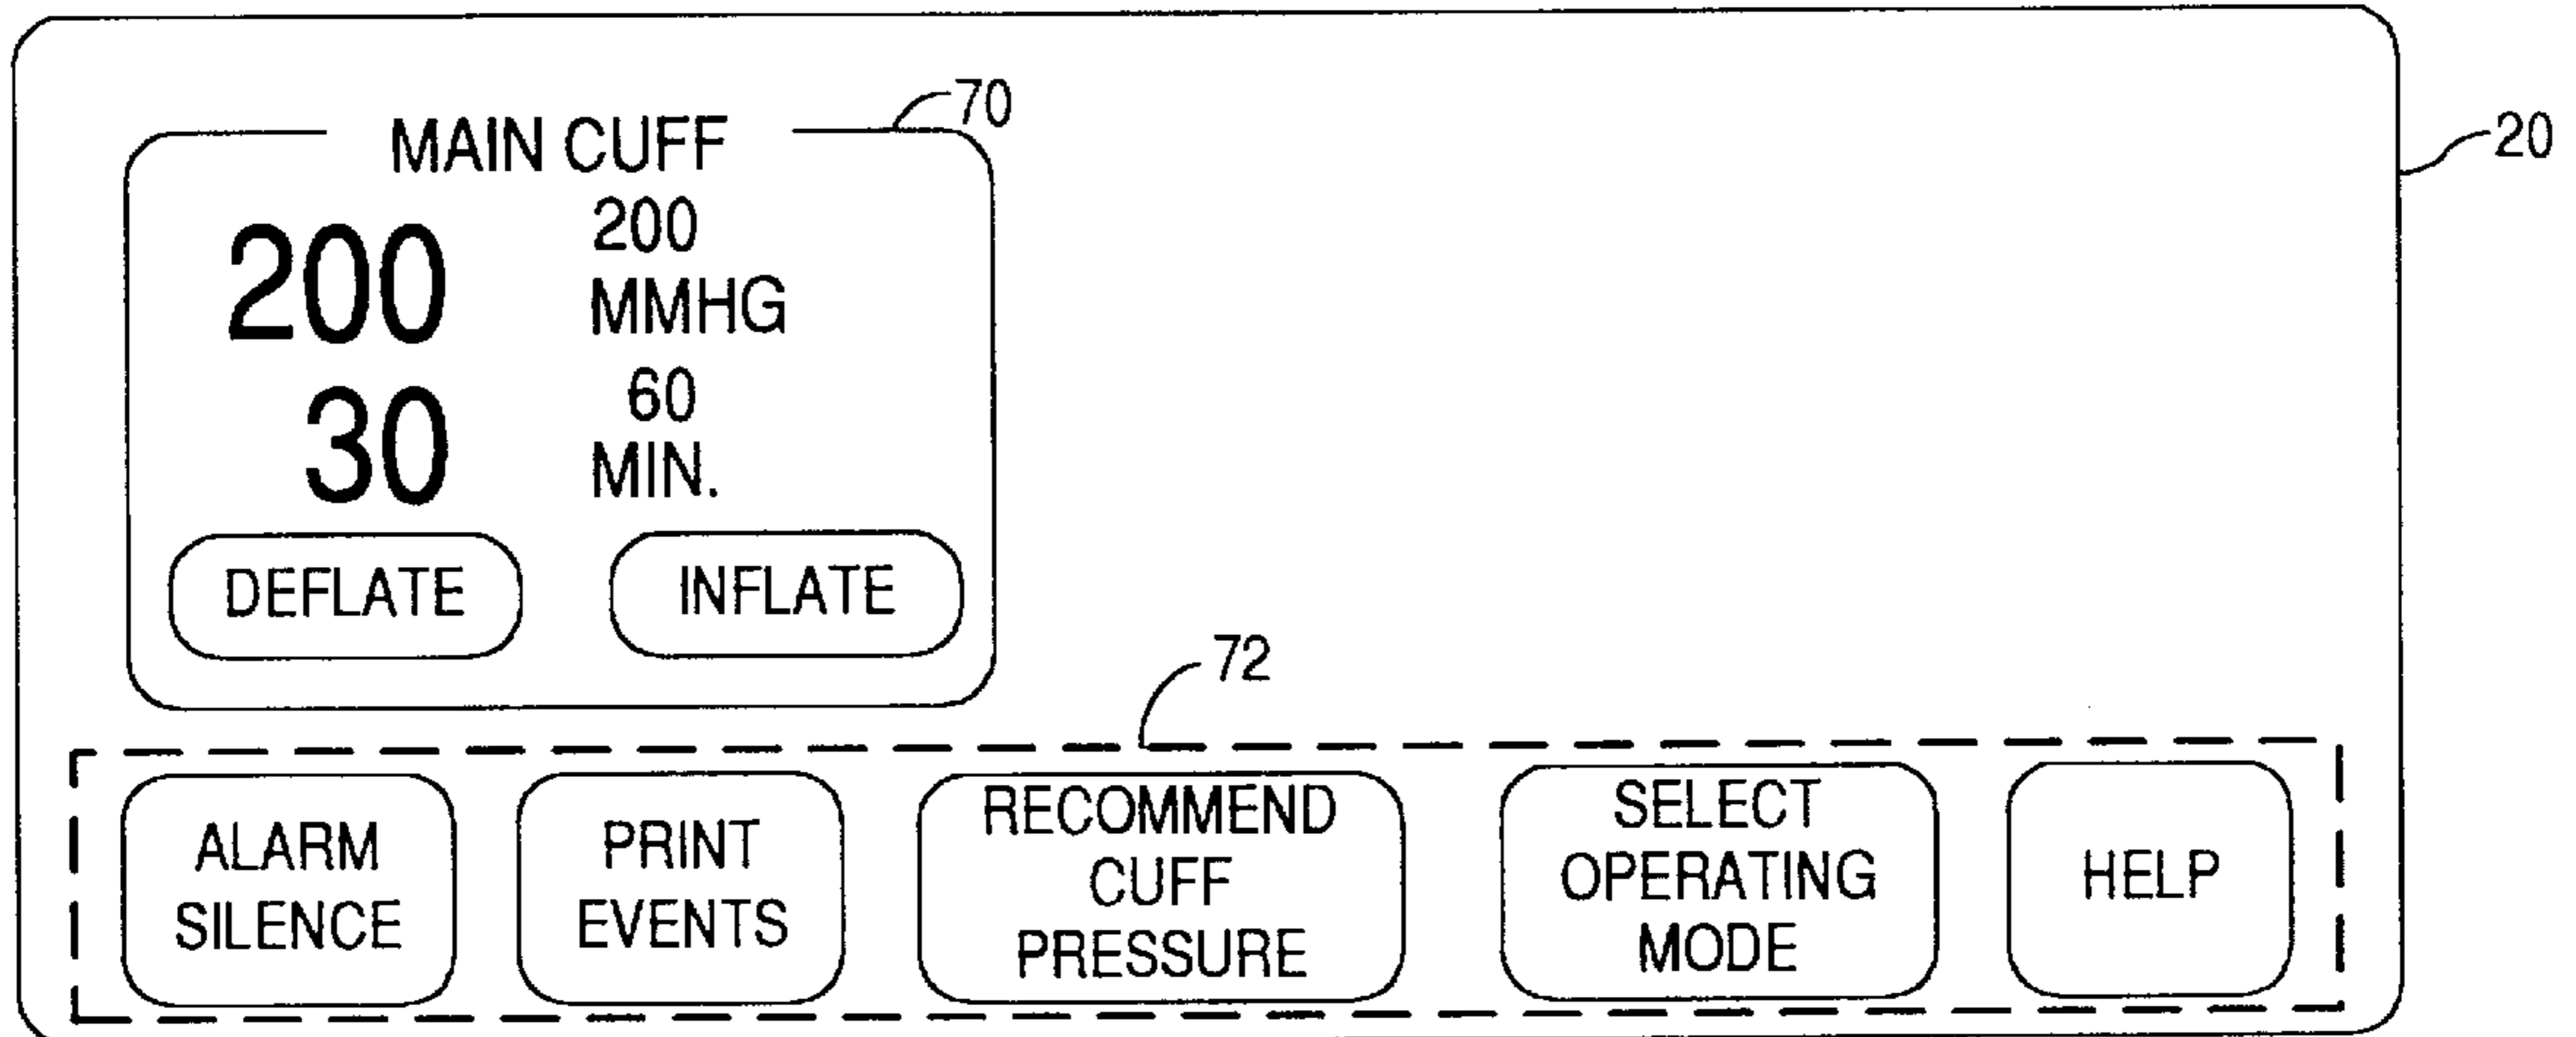 70
20
MAIN CUFF
200
200
MMHG
30
60
MIN.
DEFLATE
INFLATE
72
ALARM
SILENCE
PRINT
EVENTS
RECOMMEND
CUFF
PRESSURE
SELECT
OPERATING
MODE
HELP